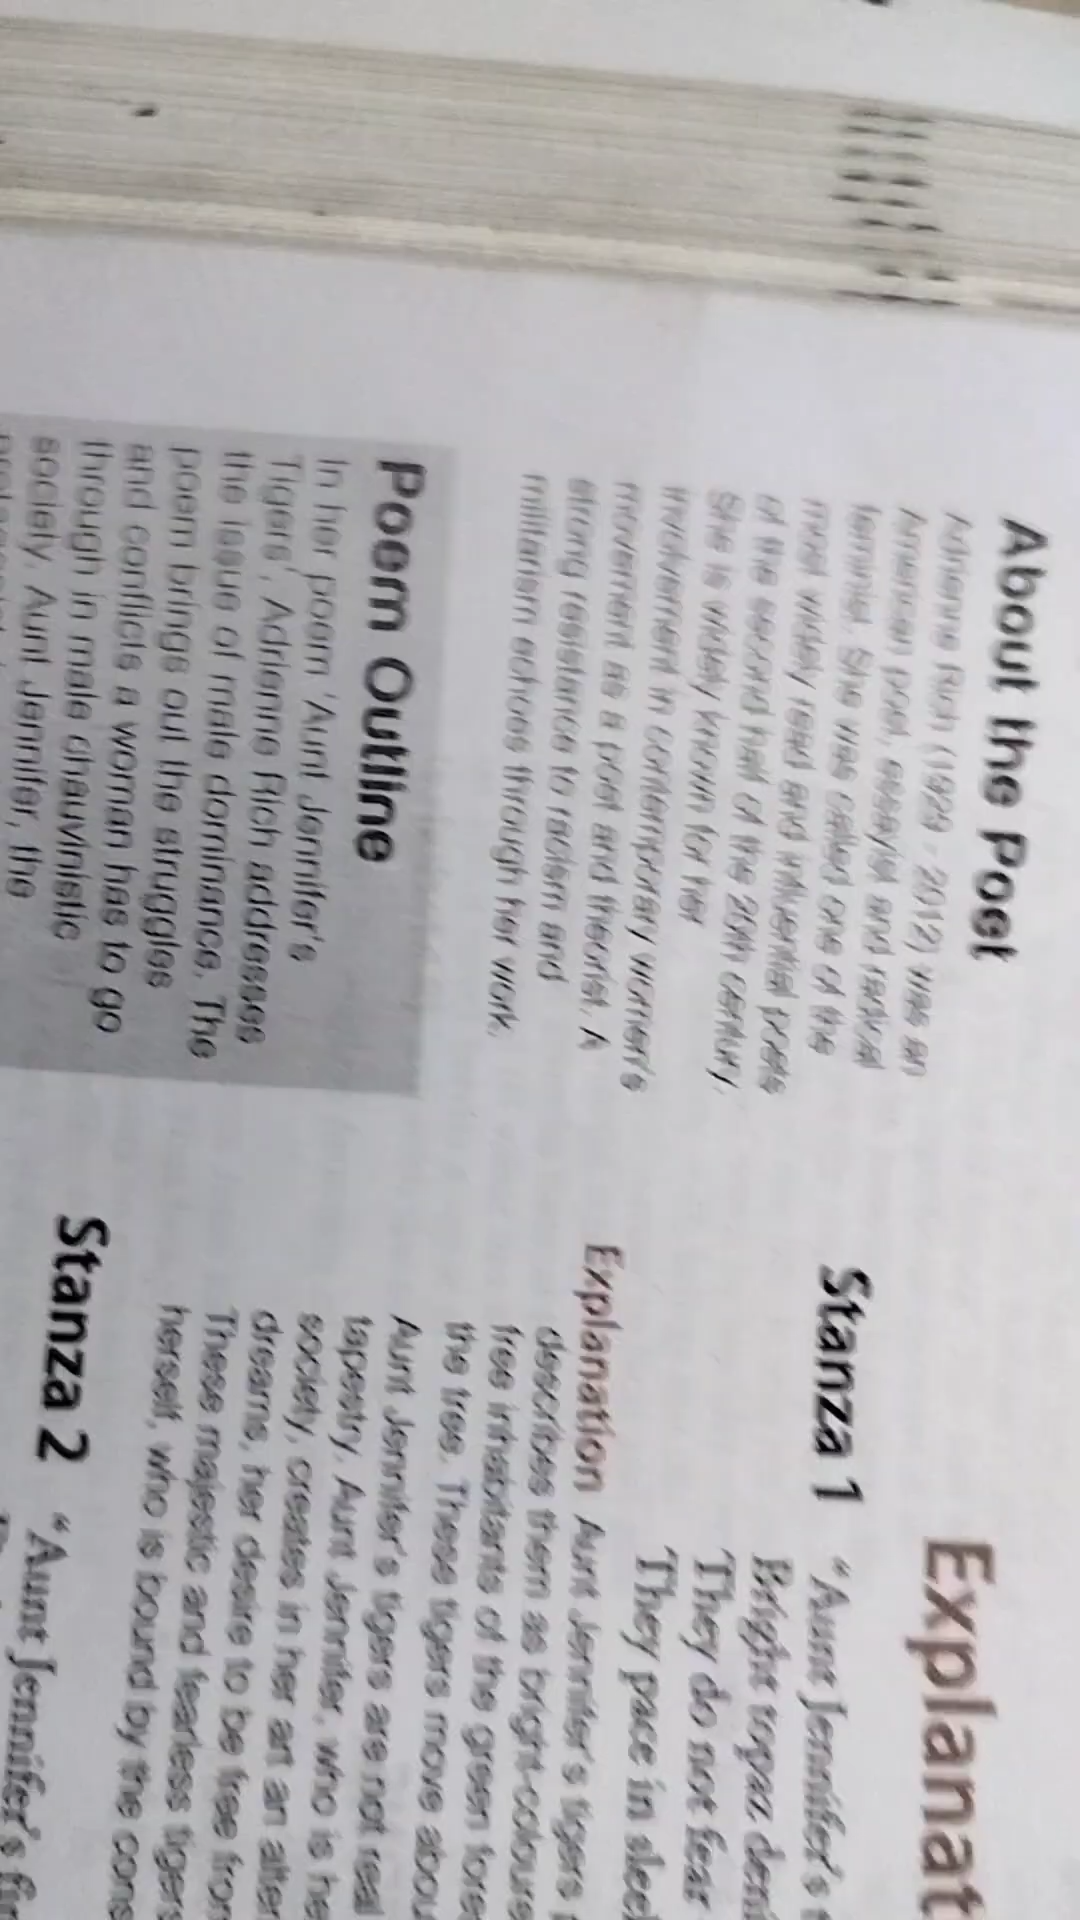 About the Poet
Adrienne Rich (1929 - 2012) was an
American poet, essayist and radical
feminist. She was called one of the
most widely read and influential poets
of the second half of the 20th century.
She is widely known for her
involvement in contemporary women's
movement as a poet and theorist. A
strong resistance to racism and
militarism echoes through her work.
Poem Outline
In her poem 'Aunt Jennifer's
Tigers', Adrienne Rich addresses
the issue of male dominance. The
poem brings out the struggles
and conflicts a woman has to go
through in male chauvinistic
society. Aunt Jennifer, the
Explanat
Stanza 1 "Aunt Jennifer's
Bright topaz deni
They do not fear
They pace in sleek
Explanation Aunt Jennifer's tigers
describes them as bright-coloure
free inhabitants of the green fore
the tres. These tigers move abou
Aunt Jennifer's tigers are not real
tapestry. Aunt Jennifer, who is he
society, creates in her art an alter
dreams, her desire to be free from
These majestic and fearless tigers
herself, who is bound by the cons
Stanza 2 "Aunt Jennifer's fin